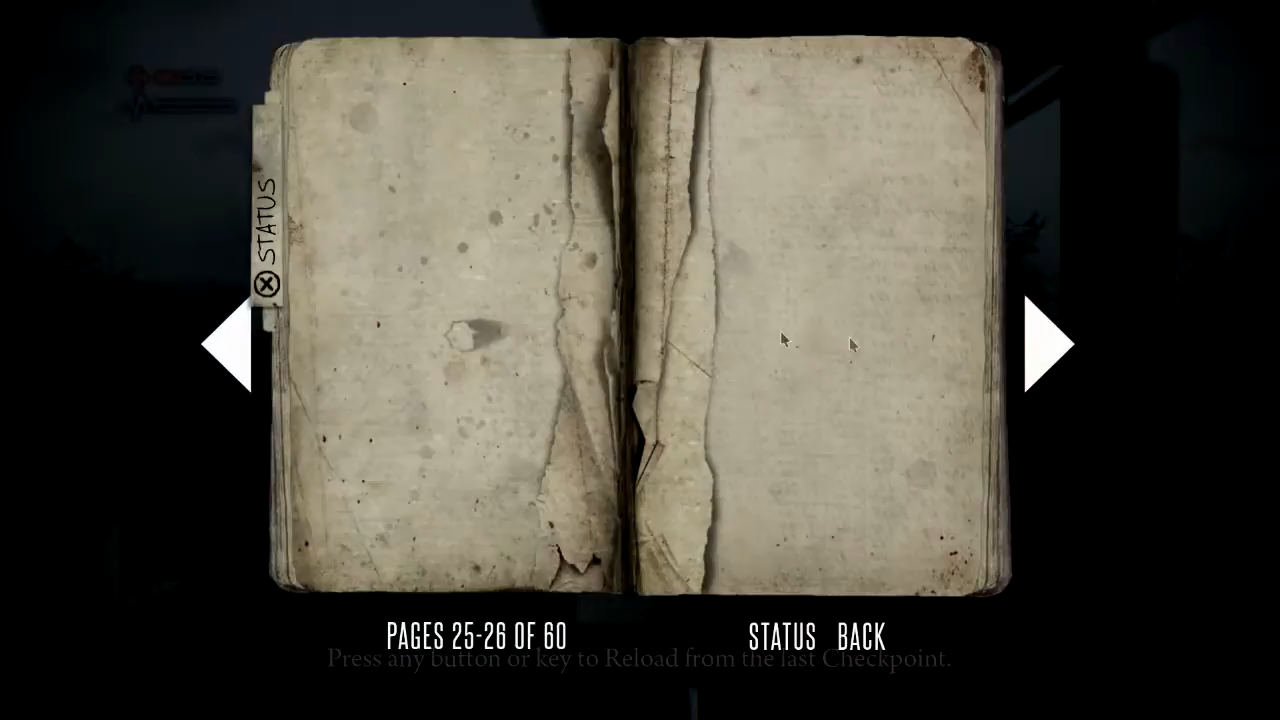 STATUS
PAGES 25-26 OF 60
STATUS BACK
Press any button or key to Reload from the last Checkpoint.